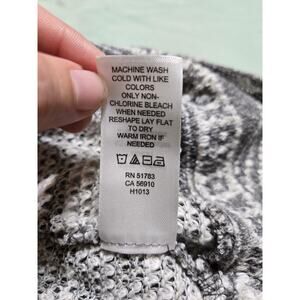 MACHINE WASH
COLD WITH LIKE
COLORS
ONLY NON-
CHLORINE BLEACH
WHEN NEEDED
RESHAPE LAY FLAT
TO DRY
WARM IRON IF
NEEDED
RN 51783
CA 56910
H1013